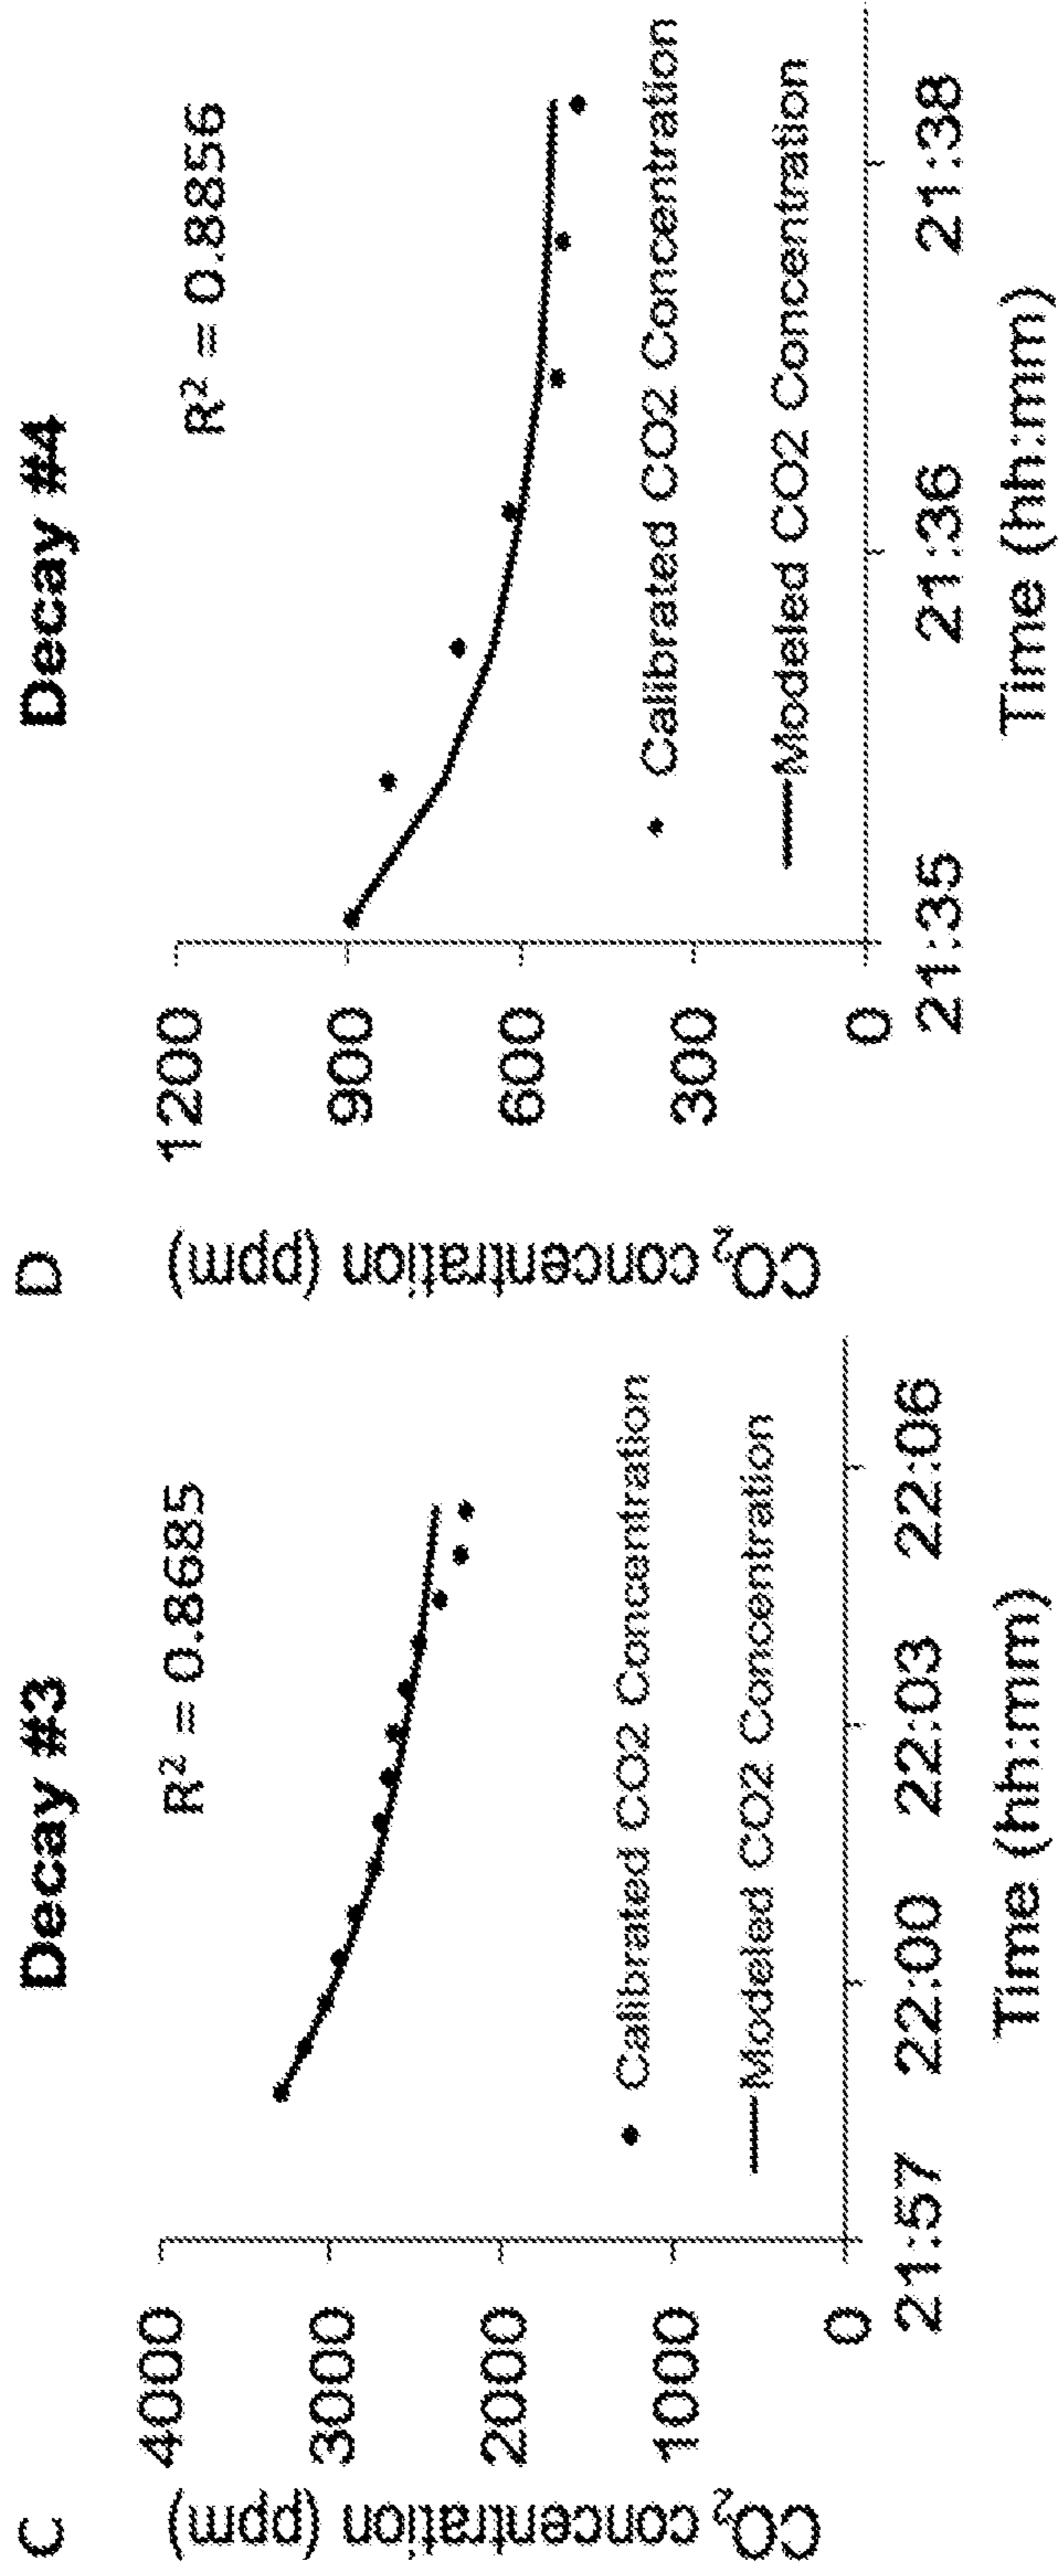 C
Decay #3
CO₂ concentration (ppm)
4000
3000
2000
1000
0
R² = 0.8685
Calibrated CO2 Concentration
Modeled CO2 Concentration
21:57 22:00 22:03 22:06
Time (hh:mm)
D
Decay #4
CO₂ concentration (ppm)
1200
900
600
300
0
R² = 0.8856
Calibrated CO2 Concentration
Modeled CO2 Concentration
21:35 21:36 21:38
Time (hh:mm)